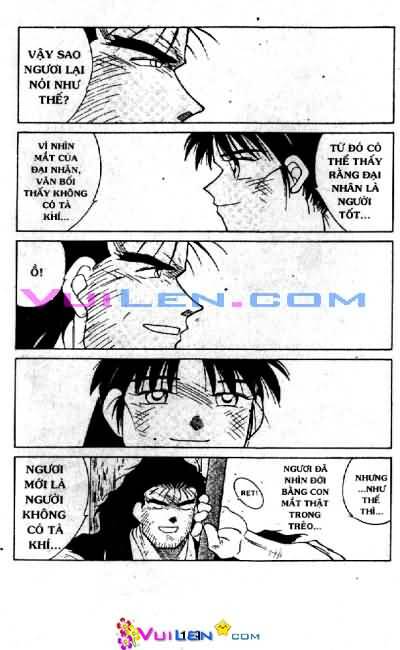 VẬY SAO
NGƯƠI LẠI
NÓI NHƯ
THẾ?
TỪ ĐÓ CÓ
THỂ THẤY
RẰNG ĐẠI
NHÂN LÀ
NGƯỜI
TỐT...
VÌ NHÌN
MẮT CỦA
ĐẠI NHÂN,
VĂN BỐI
THẤY KHÔNG
CÓ TÀ
KHÍ...
Ồ!
VUILEN.COM
NHƯNG
...NHƯ
THẾ
THÌ...
NGƯƠI ĐÃ
NHÌN ĐỜI
BẰNG CON
MẮT THẬT
TRONG
TRẺO...
RET!
NGƯƠI
MỚI LÀ
NGƯỜI
KHÔNG
CÓ TÀ
KHÍ...
VUILEN.COM